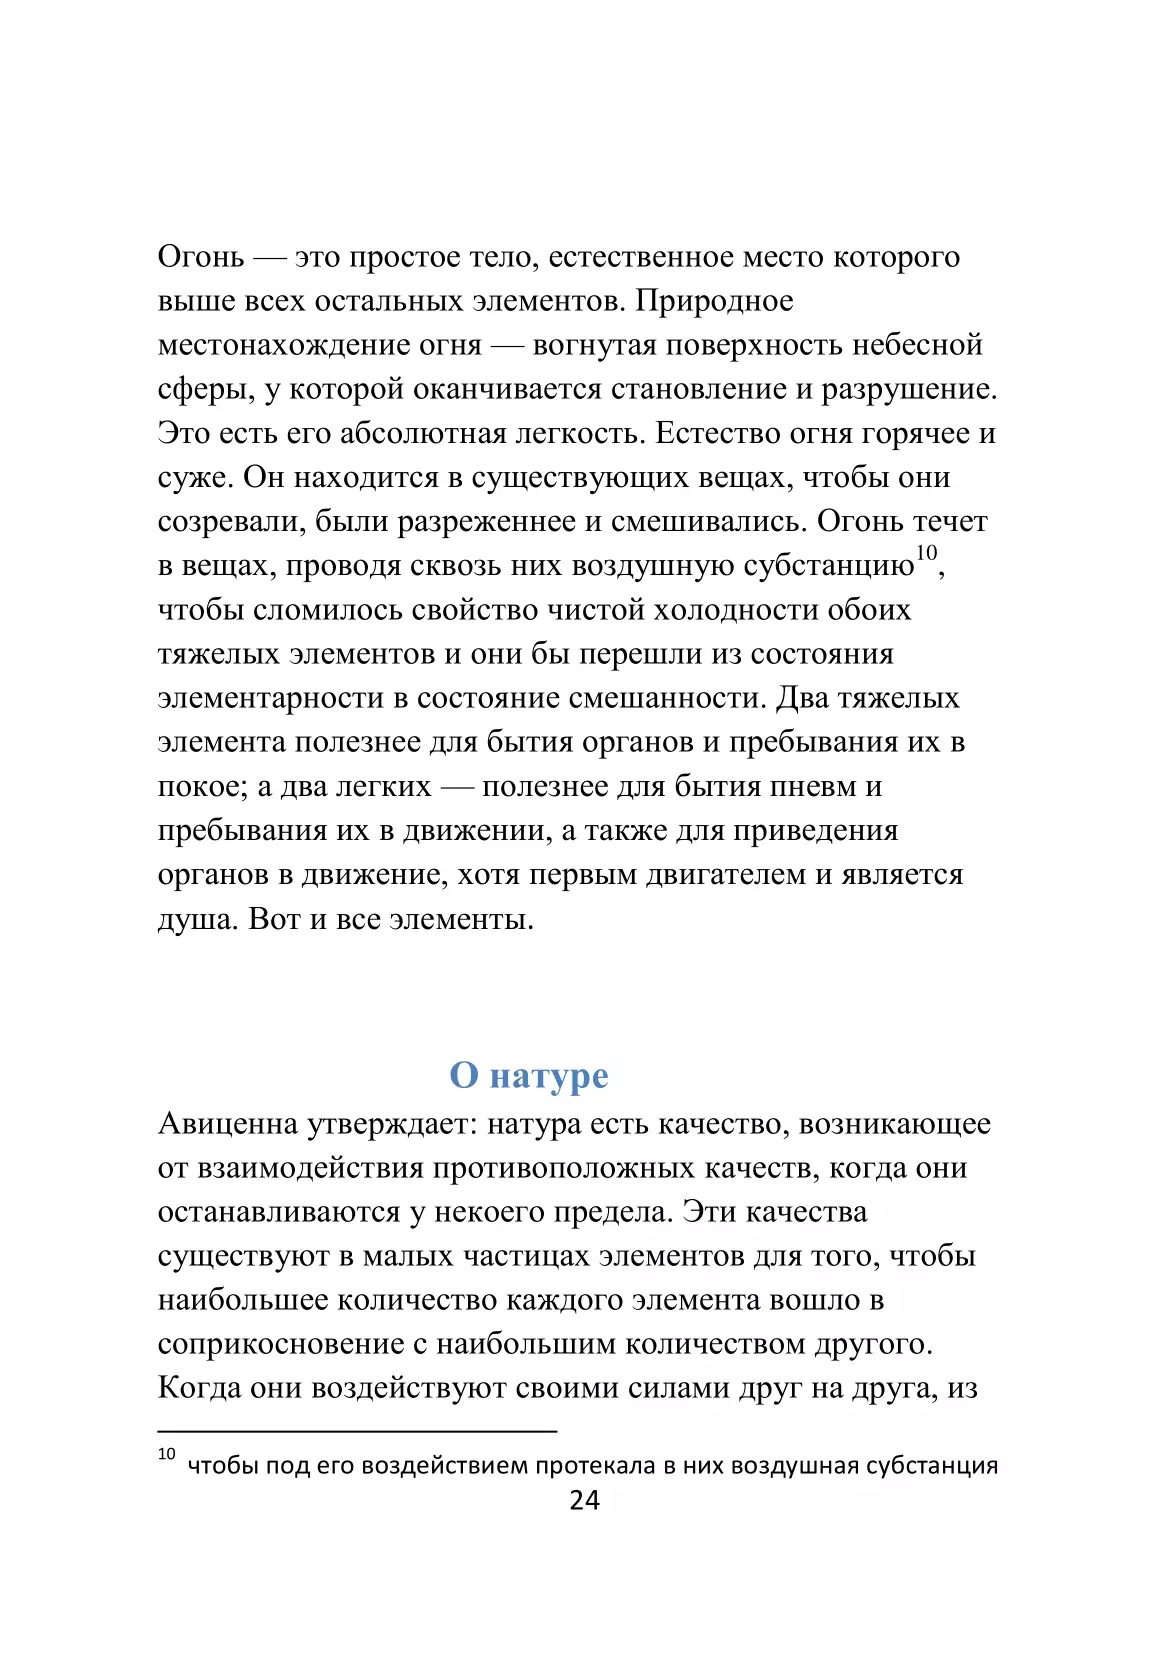 Огонь — это простое тело, естественное место которого
выше всех остальных элементов. Природное
местонахождение огня — вогнутая поверхность небесной
сферы, у которой оканчивается становление и разрушение.
Это есть его абсолютная легкость. Естество огня горячее и
суже. Он находится в существующих вещах, чтобы они
созревали, были разреженнее и смешивались. Огонь течет
в вещах, проводя сквозь них воздушную субстанцию10,
чтобы сломилось свойство чистой холодности обоих
тяжелых элементов и они бы перешли из состояния
элементарности в состояние смешанности. Два тяжелых
элемента полезнее для бытия органов и пребывания их в
покое; а два легких — полезнее для бытия пневм и
пребывания их в движении, а также для приведения
органов в движение, хотя первым двигателем и является
душа. Вот и все элементы.
О натуре
Авиценна утверждает: натура есть качество, возникающее
от взаимодействия противоположных качеств, когда они
останавливаются у некоего предела. Эти качества
существуют в малых частицах элементов для того, чтобы
наибольшее количество каждого элемента вошло в
соприкосновение с наибольшим количеством другого.
Когда они воздействуют своими силами друг на друга, из
10 чтобы под его воздействием протекала в них воздушная субстанция
24